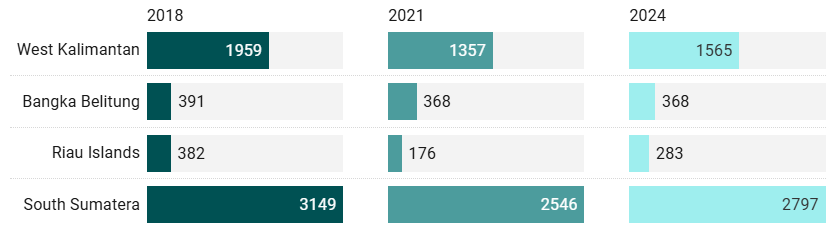 2018 2021 2024
West Kalimantan 1959 1357 1565
Bangka Belitung 391 368 368
Riau Islands 382 176 283
South Sumatera 3149 2546 2797